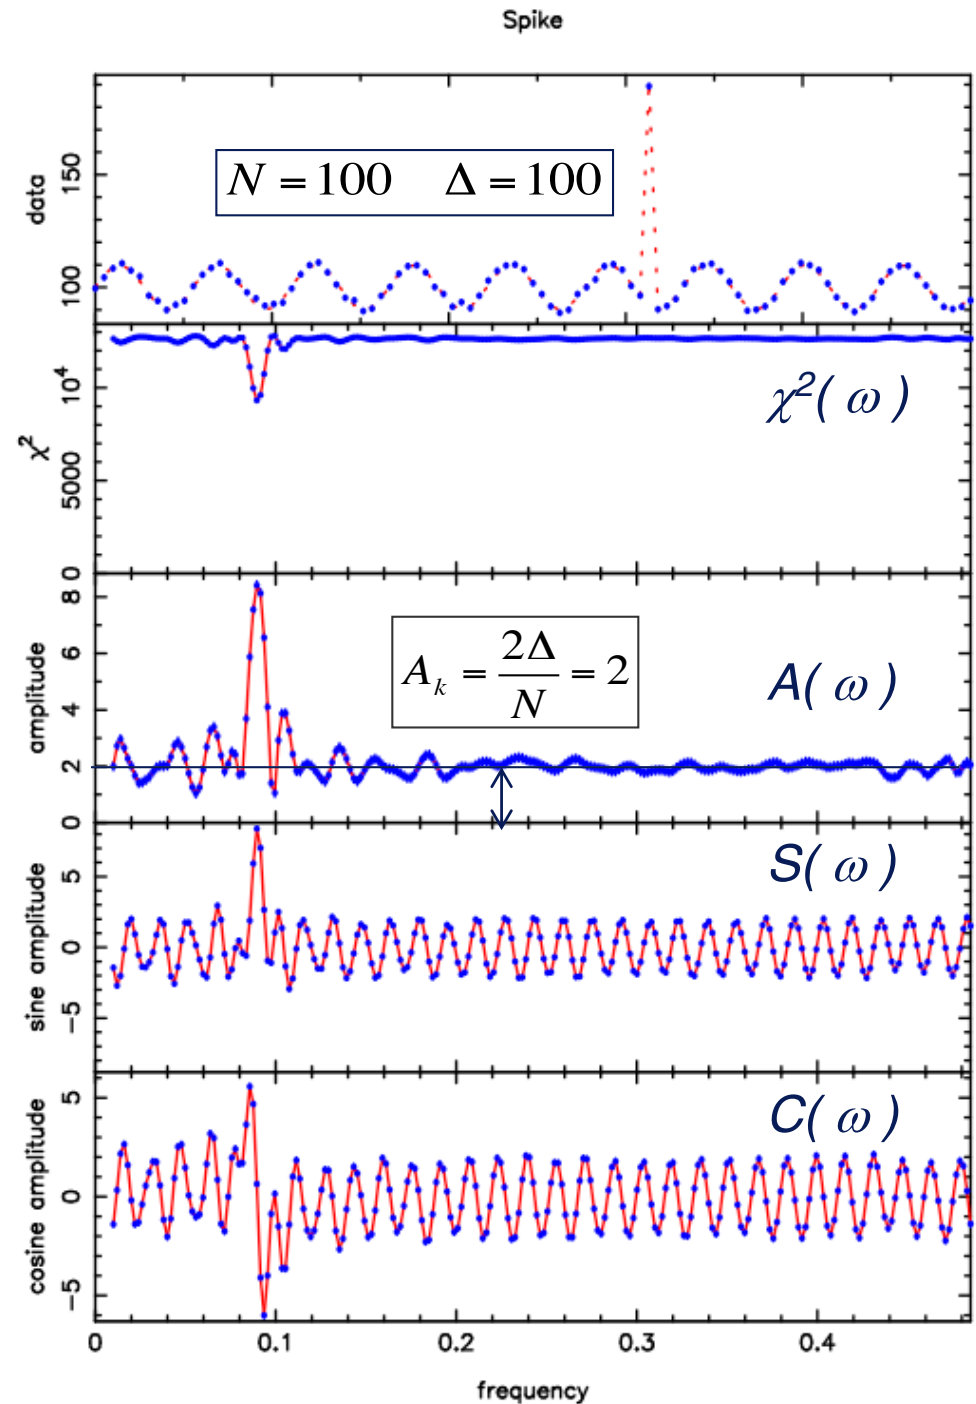 Spike
data
150
100
N = 100 Δ = 100
χ²
10⁴
5000
0
χ²( ω )
amplitude
8
6
4
2
0
A_k = 2Δ/N = 2
A( ω )
sine amplitude
5
0
−5
S( ω )
cosine amplitude
5
0
−5
C( ω )
0 0.1 0.2 0.3 0.4
frequency